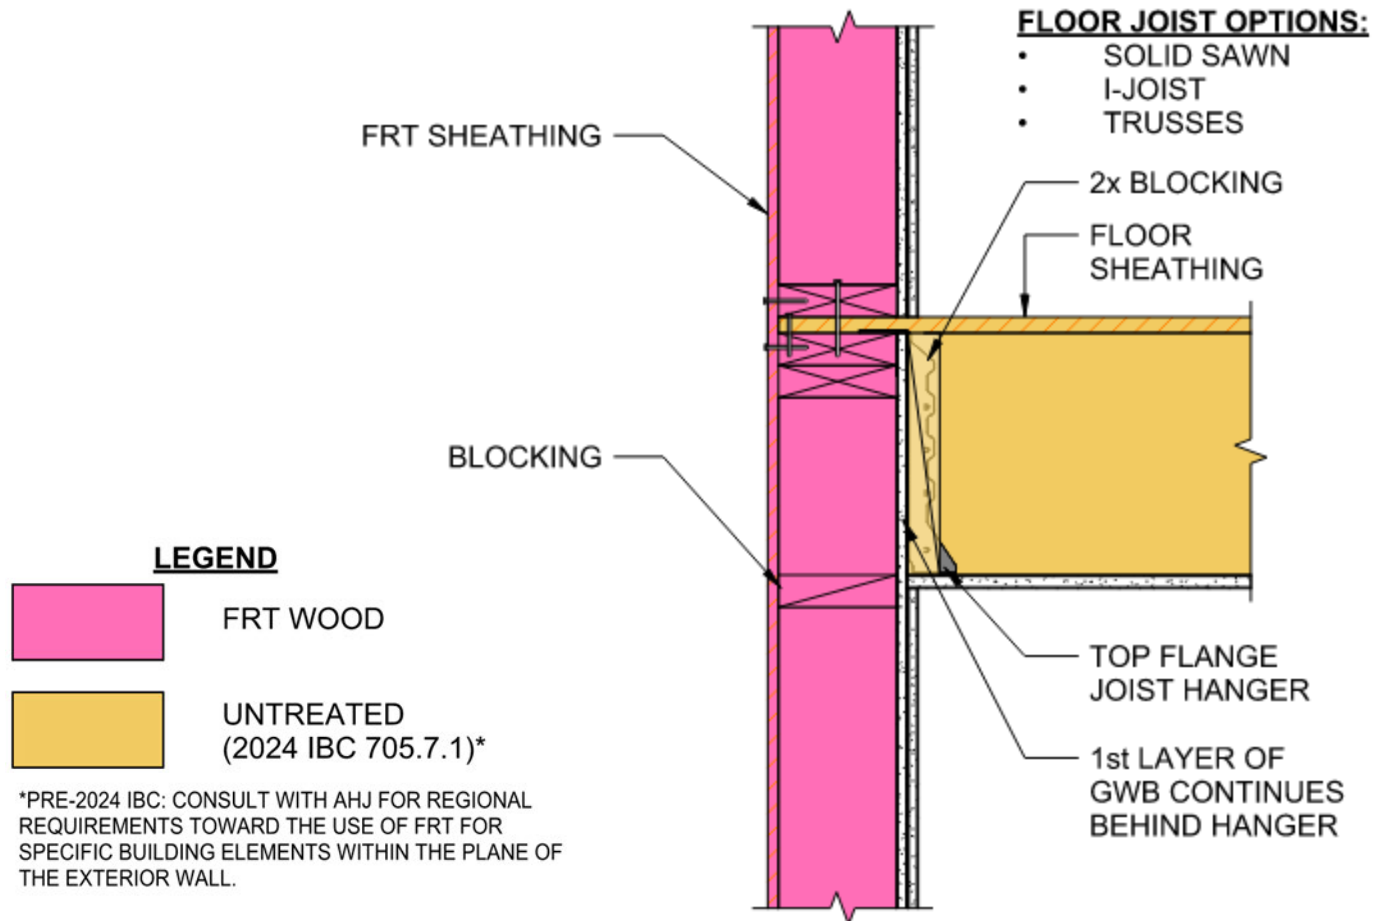 FLOOR JOIST OPTIONS:
• SOLID SAWN
• I-JOIST
• TRUSSES
FRT SHEATHING
2x BLOCKING
FLOOR
SHEATHING
BLOCKING
LEGEND
FRT WOOD
UNTREATED
(2024 IBC 705.7.1)*
*PRE-2024 IBC: CONSULT WITH AHJ FOR REGIONAL
REQUIREMENTS TOWARD THE USE OF FRT FOR
SPECIFIC BUILDING ELEMENTS WITHIN THE PLANE OF
THE EXTERIOR WALL.
TOP FLANGE
JOIST HANGER
1st LAYER OF
GWB CONTINUES
BEHIND HANGER